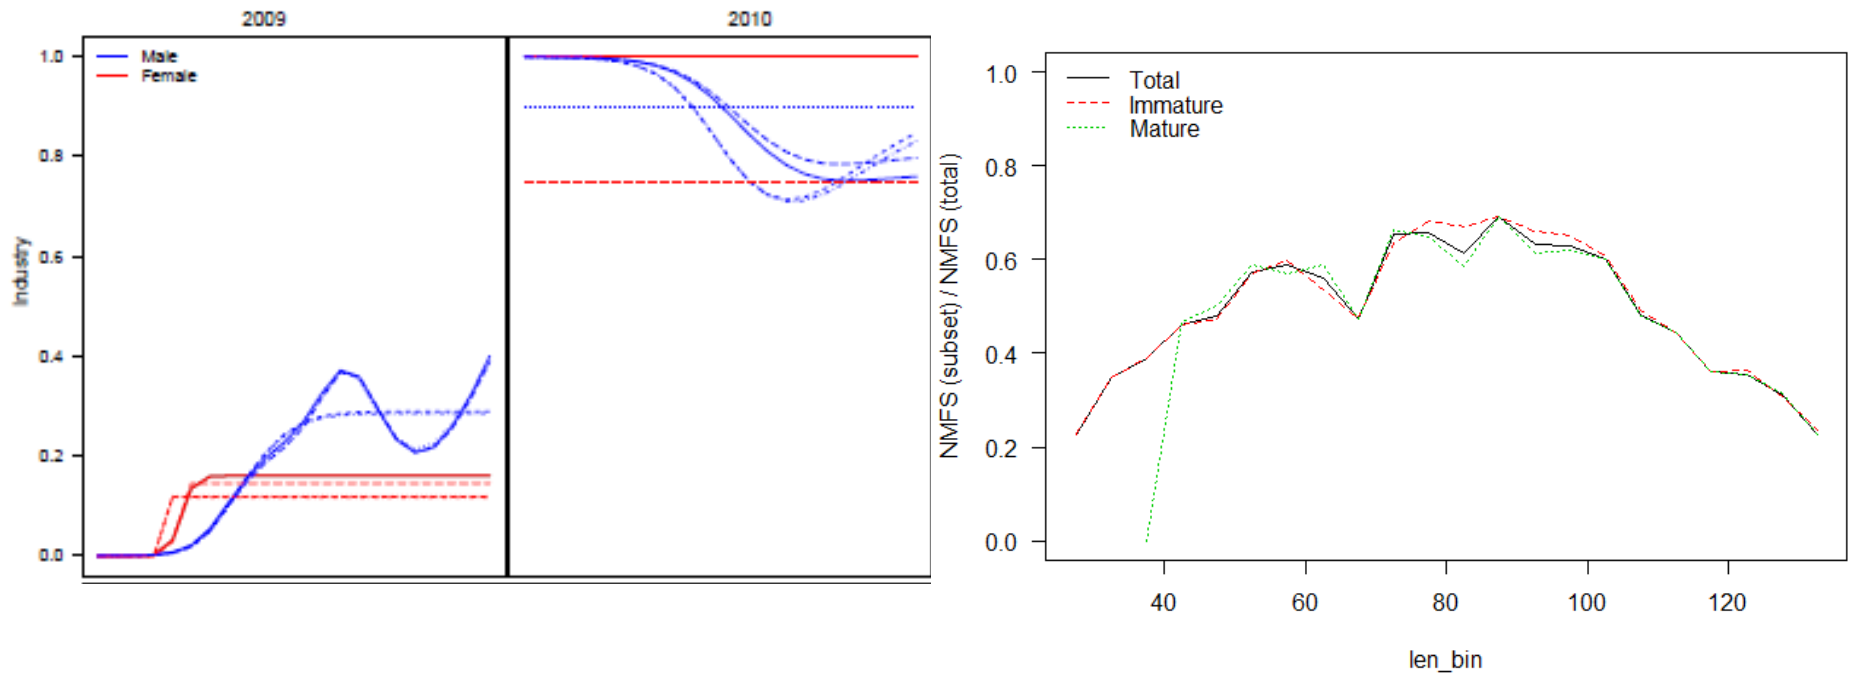 2009
2010
1.0
Male
Female
0.8
0.6
0.4
0.2
0.0
Industry
1.0
Total
Immature
Mature
0.8
0.6
0.4
0.2
0.0
NMFS (subset) / NMFS (total)
40 60 80 100 120
len_bin